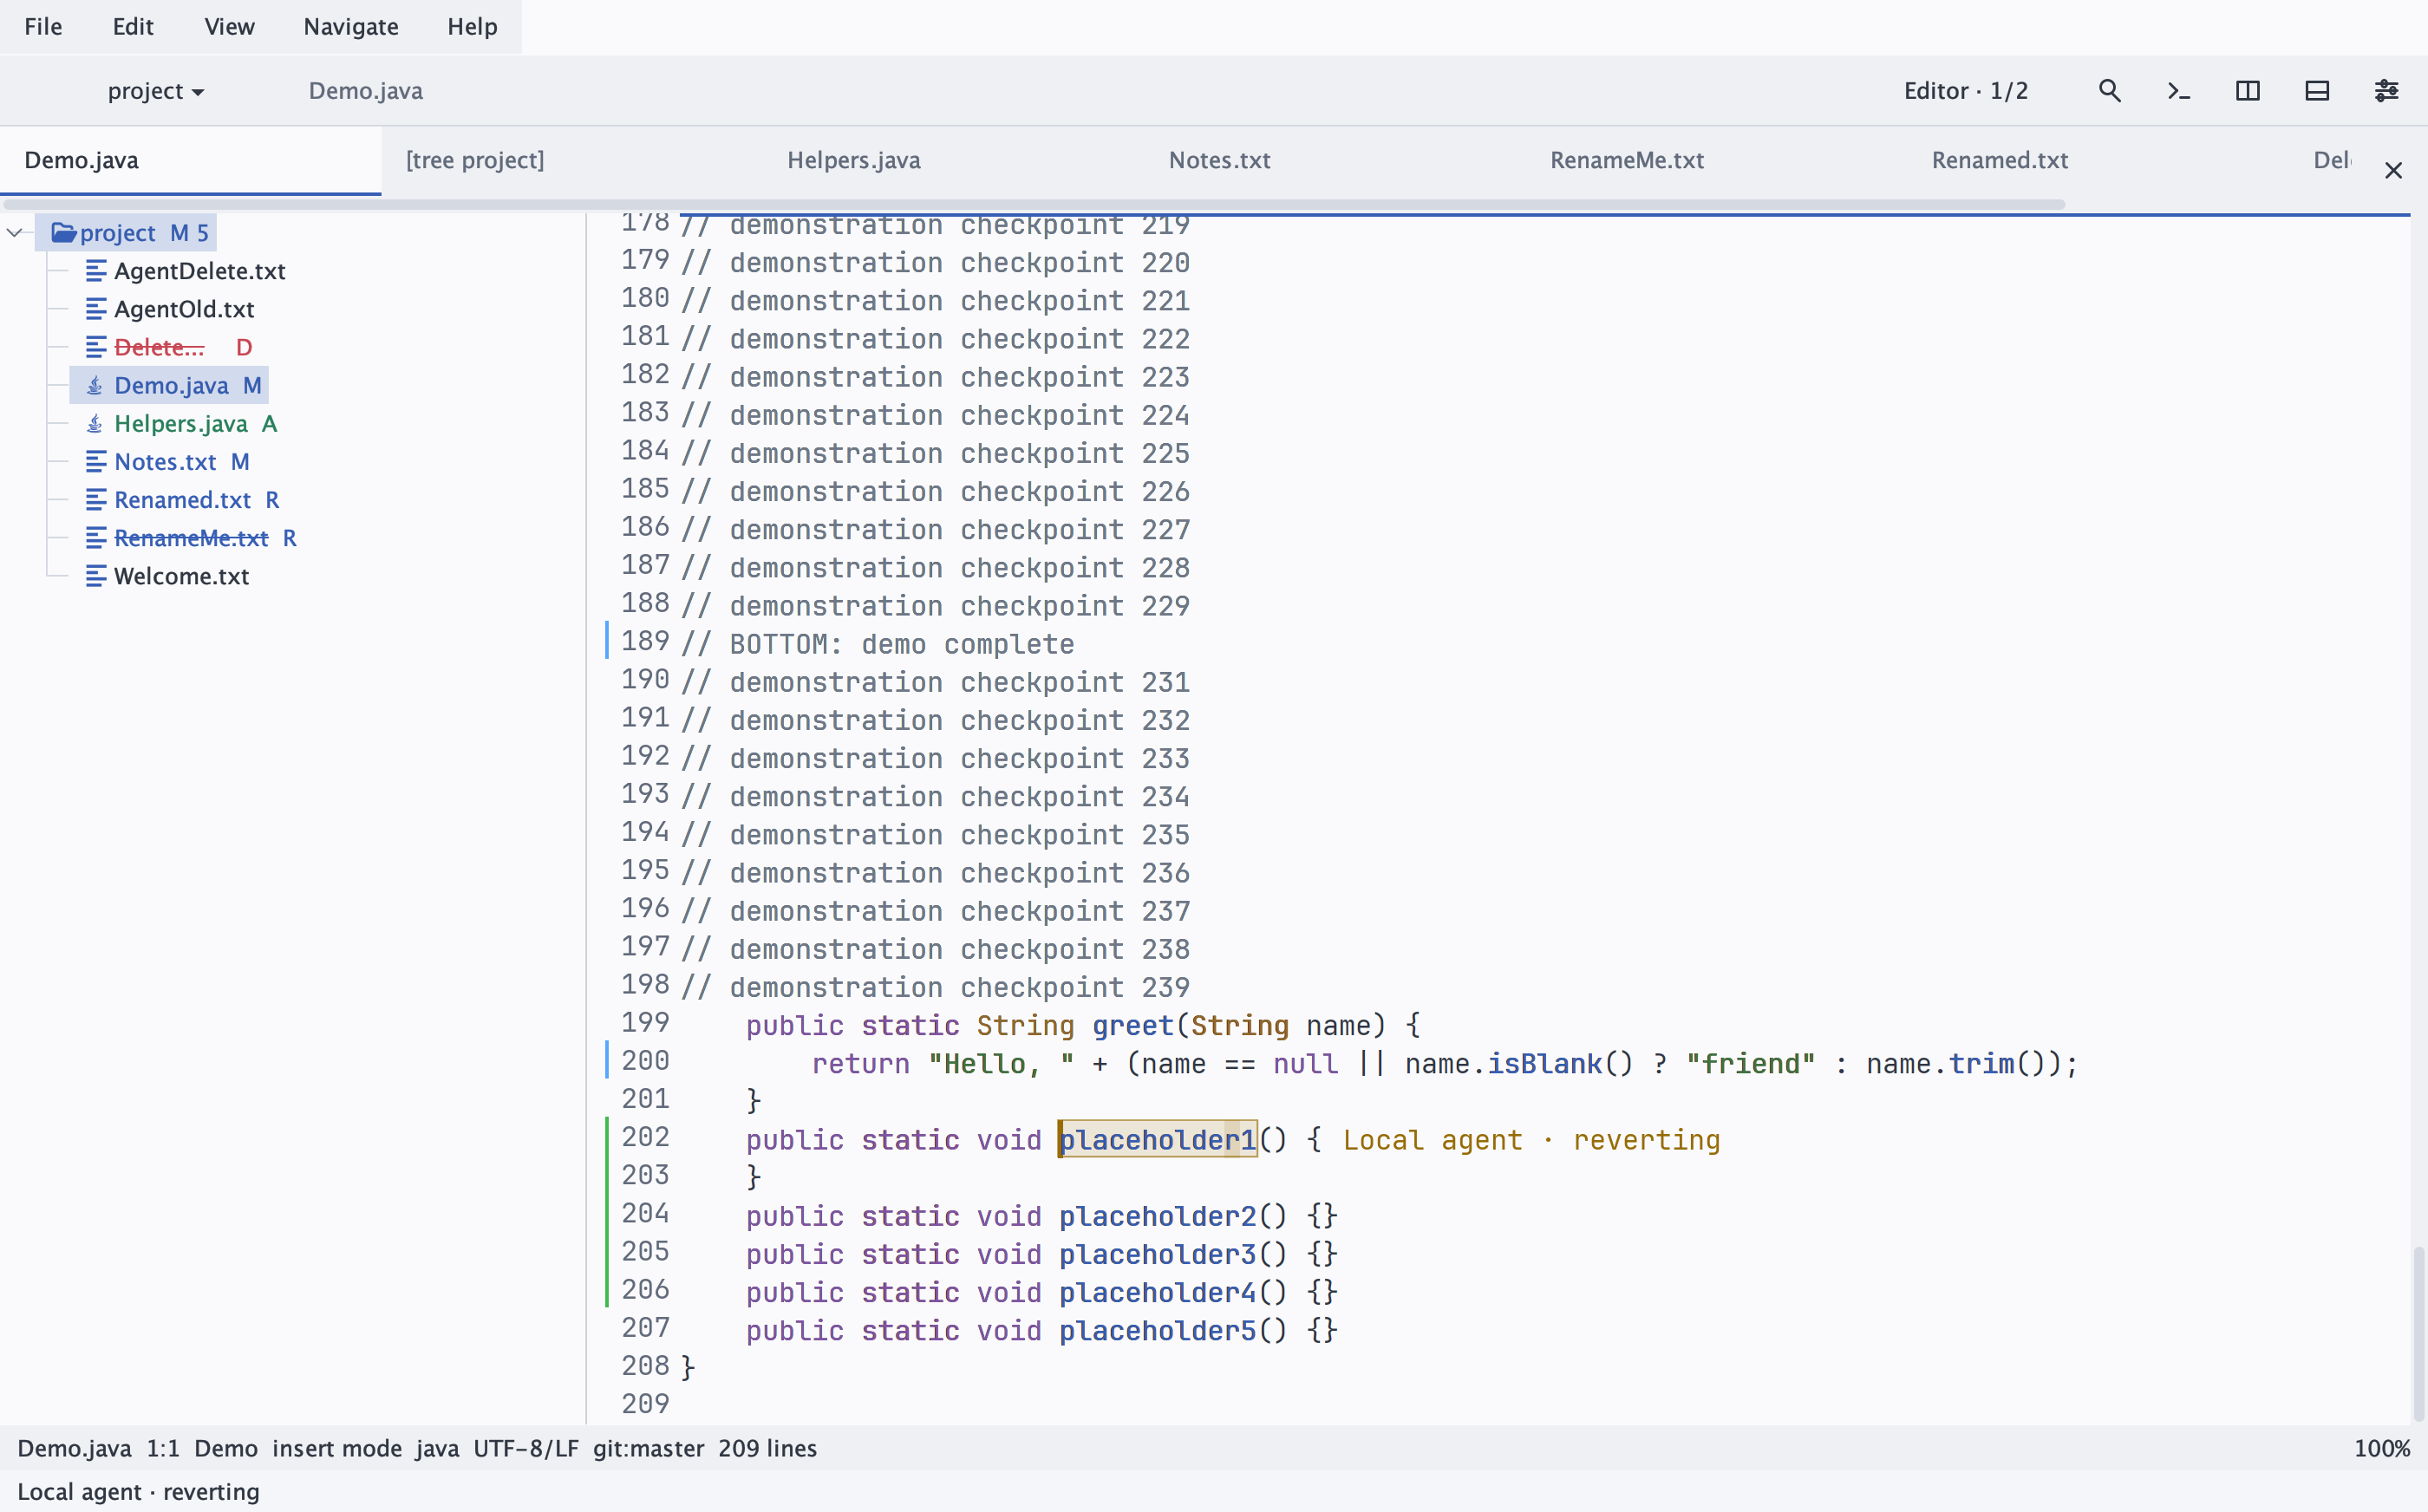 File Edit View Navigate Help
project Demo.java Editor · 1/2
Demo.java [tree project] Helpers.java Notes.txt RenameMe.txt Renamed.txt Del
project M 5
AgentDelete.txt
AgentOld.txt
Delete... D
Demo.java M
Helpers.java A
Notes.txt M
Renamed.txt R
RenameMe.txt R
Welcome.txt
178 // demonstration checkpoint 219
179 // demonstration checkpoint 220
180 // demonstration checkpoint 221
181 // demonstration checkpoint 222
182 // demonstration checkpoint 223
183 // demonstration checkpoint 224
184 // demonstration checkpoint 225
185 // demonstration checkpoint 226
186 // demonstration checkpoint 227
187 // demonstration checkpoint 228
188 // demonstration checkpoint 229
189 // BOTTOM: demo complete
190 // demonstration checkpoint 231
191 // demonstration checkpoint 232
192 // demonstration checkpoint 233
193 // demonstration checkpoint 234
194 // demonstration checkpoint 235
195 // demonstration checkpoint 236
196 // demonstration checkpoint 237
197 // demonstration checkpoint 238
198 // demonstration checkpoint 239
199     public static String greet(String name) {
200         return "Hello, " + (name == null || name.isBlank() ? "friend" : name.trim());
201     }
202     public static void placeholder1() { Local agent · reverting
203     }
204     public static void placeholder2() {}
205     public static void placeholder3() {}
206     public static void placeholder4() {}
207     public static void placeholder5() {}
208 }
209
Demo.java 1:1 Demo insert mode java UTF-8/LF git:master 209 lines 100%
Local agent · reverting